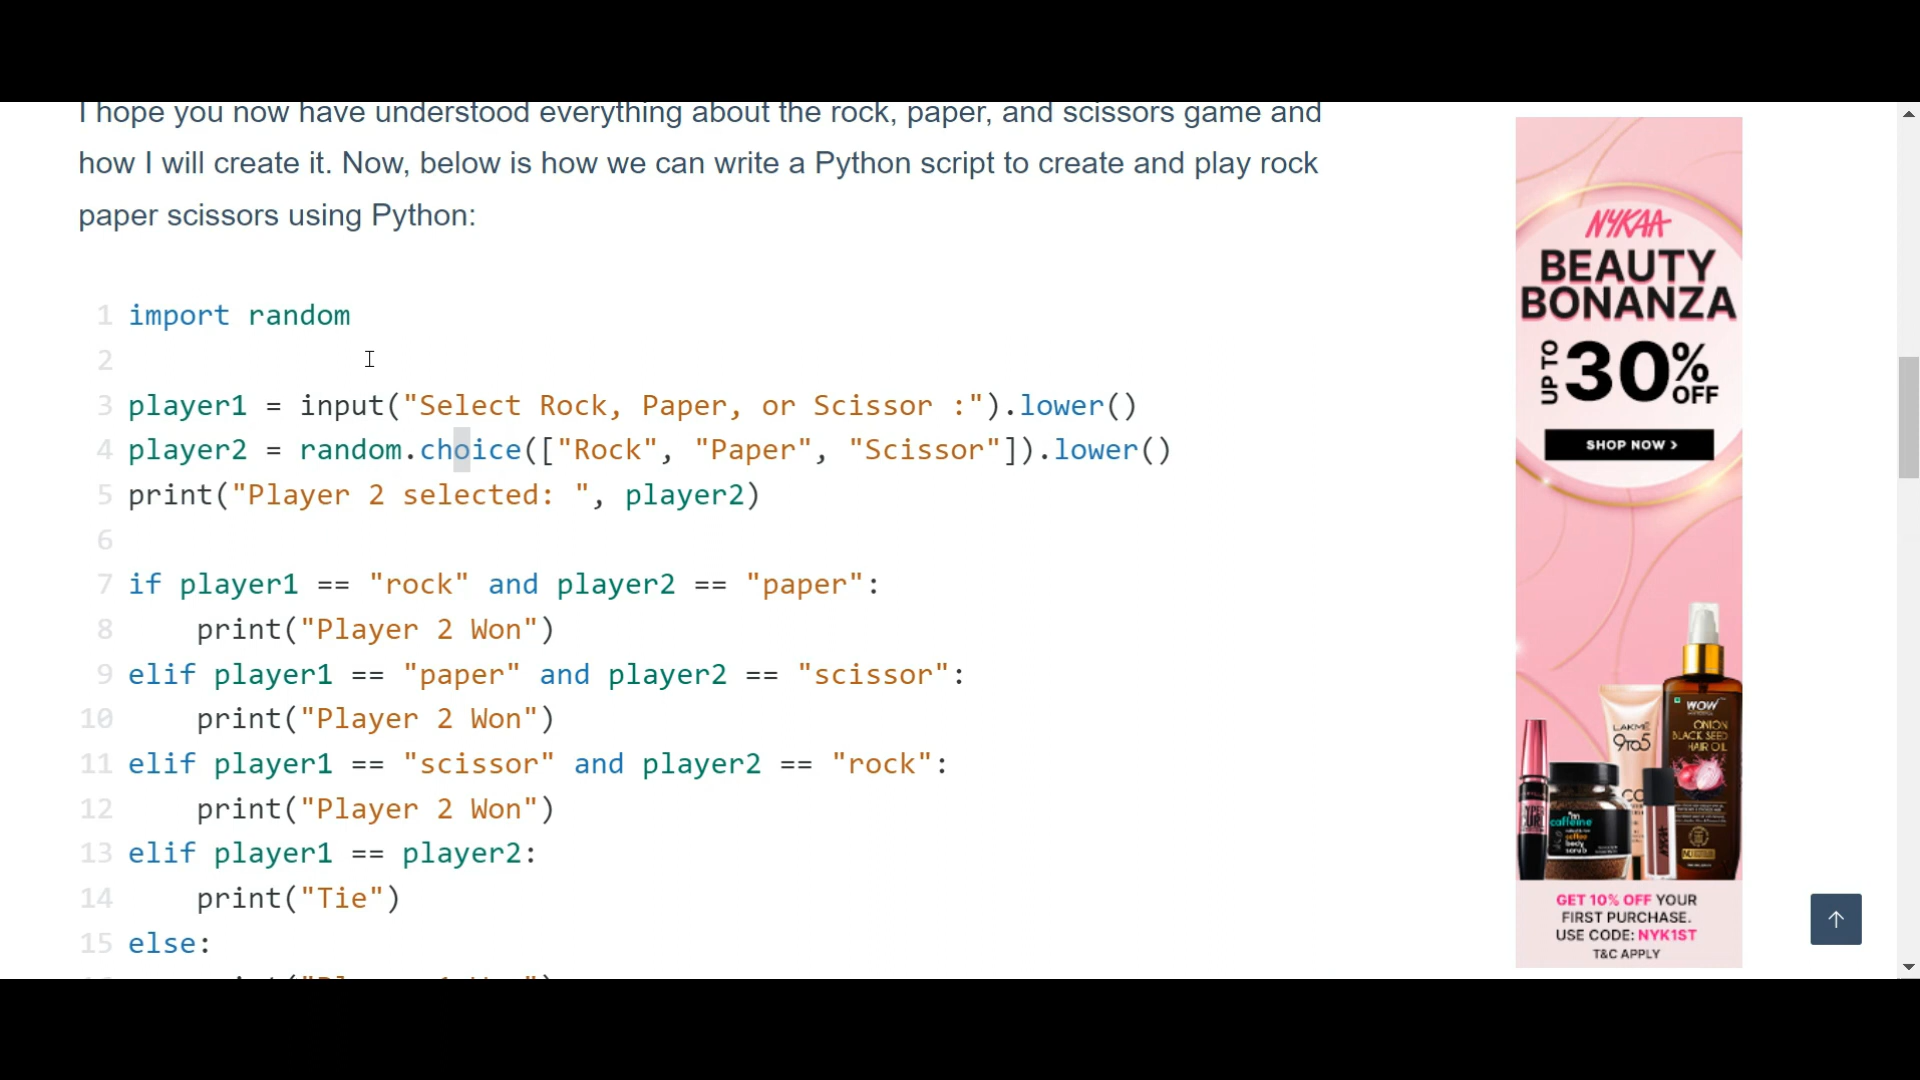 I hope you now have understood everything about the rock, paper, and scissors game and
how I will create it. Now, below is how we can write a Python script to create and play rock
paper scissors using Python:
1 import random
2
3 player1 = input("Select Rock, Paper, or Scissor :").lower()
4 player2 = random.choice(["Rock", "Paper", "Scissor"]).lower()
5 print("Player 2 selected: ", player2)
6
7 if player1 == "rock" and player2 == "paper":
8 print("Player 2 Won")
9 elif player1 == "paper" and player2 == "scissor":
10 print("Player 2 Won")
11 elif player1 == "scissor" and player2 == "rock":
12 print("Player 2 Won")
13 elif player1 == player2:
14 print("Tie")
15 else:
NYKAA
BEAUTY
BONANZA
UP TO 30% OFF
SHOP NOW >
WOW
ONION
BLACK SEED
HAIR OIL
LAKMÉ
9to5
caffeine
GET 10% OFF YOUR
FIRST PURCHASE.
USE CODE: NYK1ST
T&C APPLY